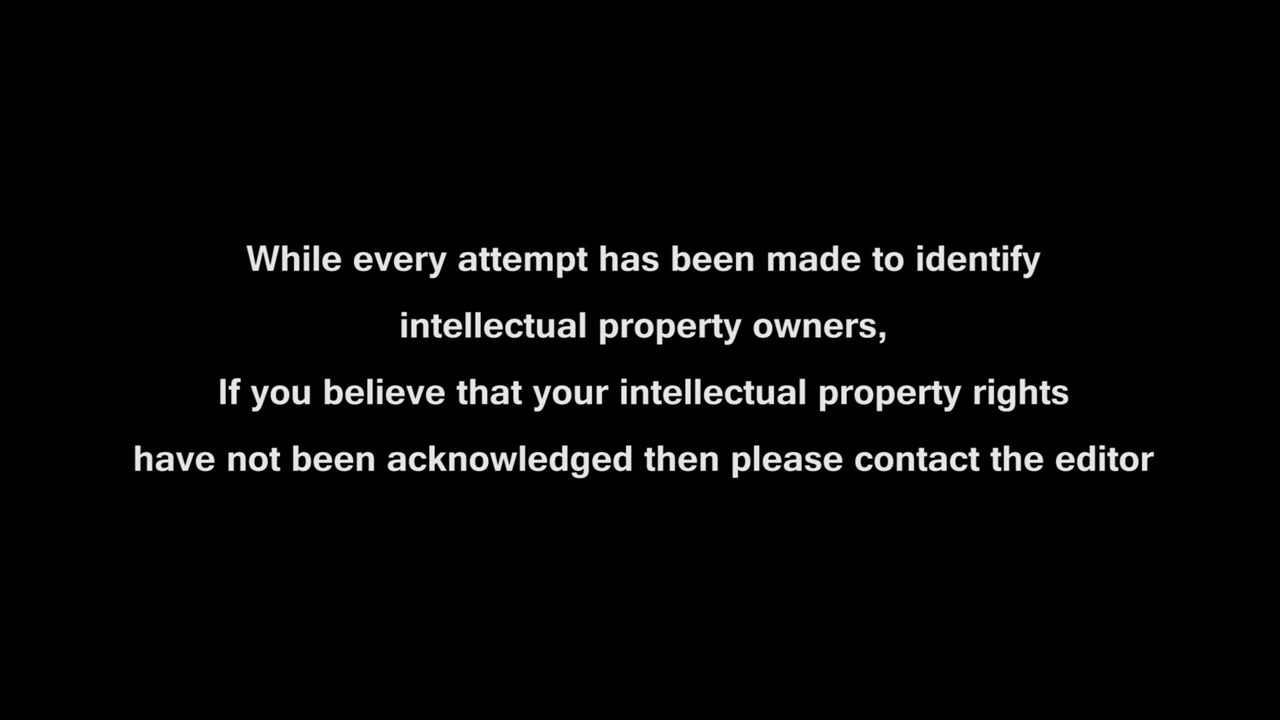 While every attempt has been made to identify
intellectual property owners,
If you believe that your intellectual property rights
have not been acknowledged then please contact the editor